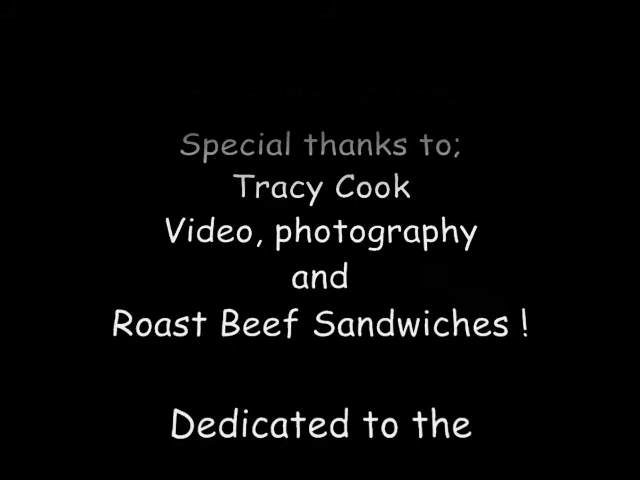 Special thanks to;
Tracy Cook
Video, photography
and
Roast Beef Sandwiches !
Dedicated to the